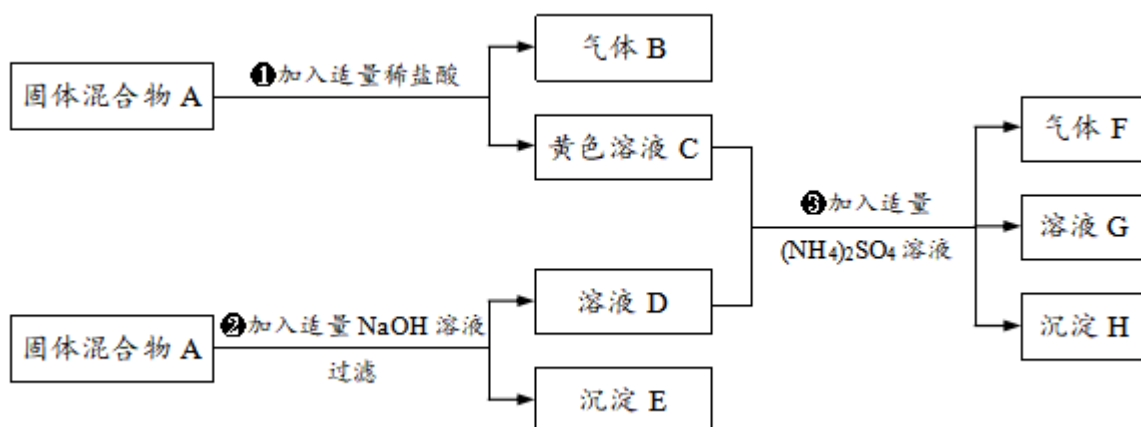 固体混合物 A
❶加入适量稀盐酸
气体 B
黄色溶液 C
固体混合物 A
❷加入适量 NaOH 溶液
过滤
溶液 D
沉淀 E
❸加入适量
(NH4)2SO4 溶液
气体 F
溶液 G
沉淀 H